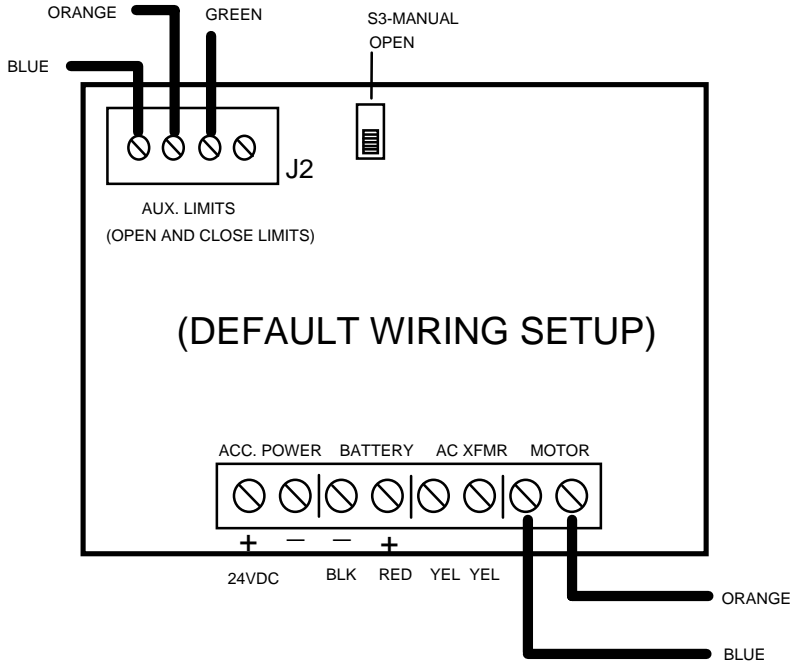 ORANGE
GREEN
S3-MANUAL
OPEN
BLUE
J2
AUX. LIMITS
(OPEN AND CLOSE LIMITS)
(DEFAULT WIRING SETUP)
ACC. POWER BATTERY AC XFMR MOTOR
+ — — +
24VDC BLK RED YEL YEL
ORANGE
BLUE